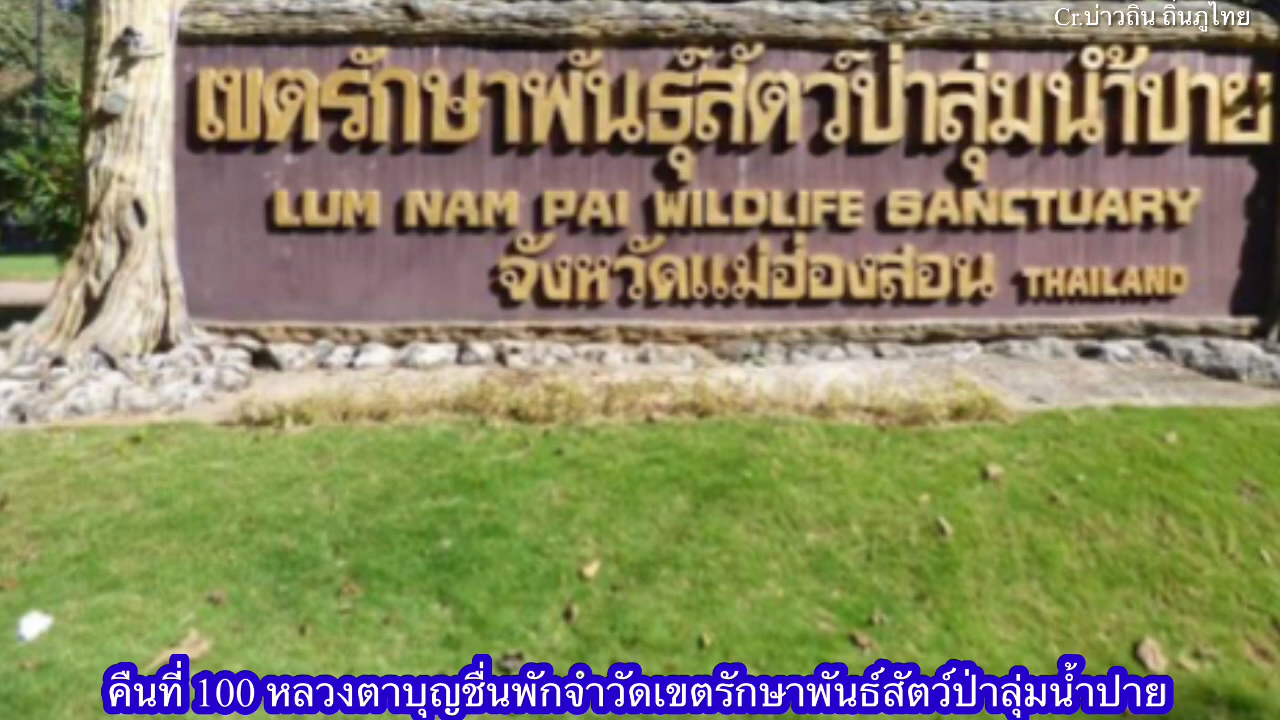 Cr.บ่าวถิน ถิ่นภูไทย
เขตรักษาพันธุ์สัตว์ป่าลุ่มน้ำปาย
LUM NAM PAI WILDLIFE SANCTUARY
จังหวัดแม่ฮ่องสอน THAILAND
คืนที่ 100 หลวงตาบุญชื่นพักจำวัดเขตรักษาพันธ์สัตว์ป่าลุ่มน้ำปาย